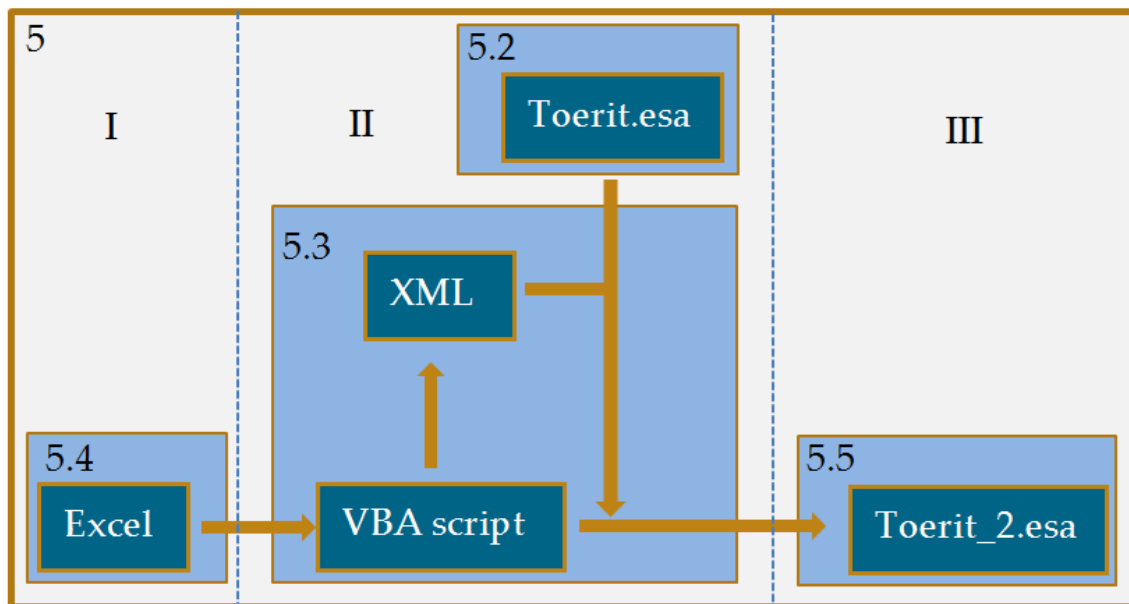 5
I
II
III
5.2
Toerit.esa
5.3
XML
5.4
Excel
VBA script
5.5
Toerit_2.esa